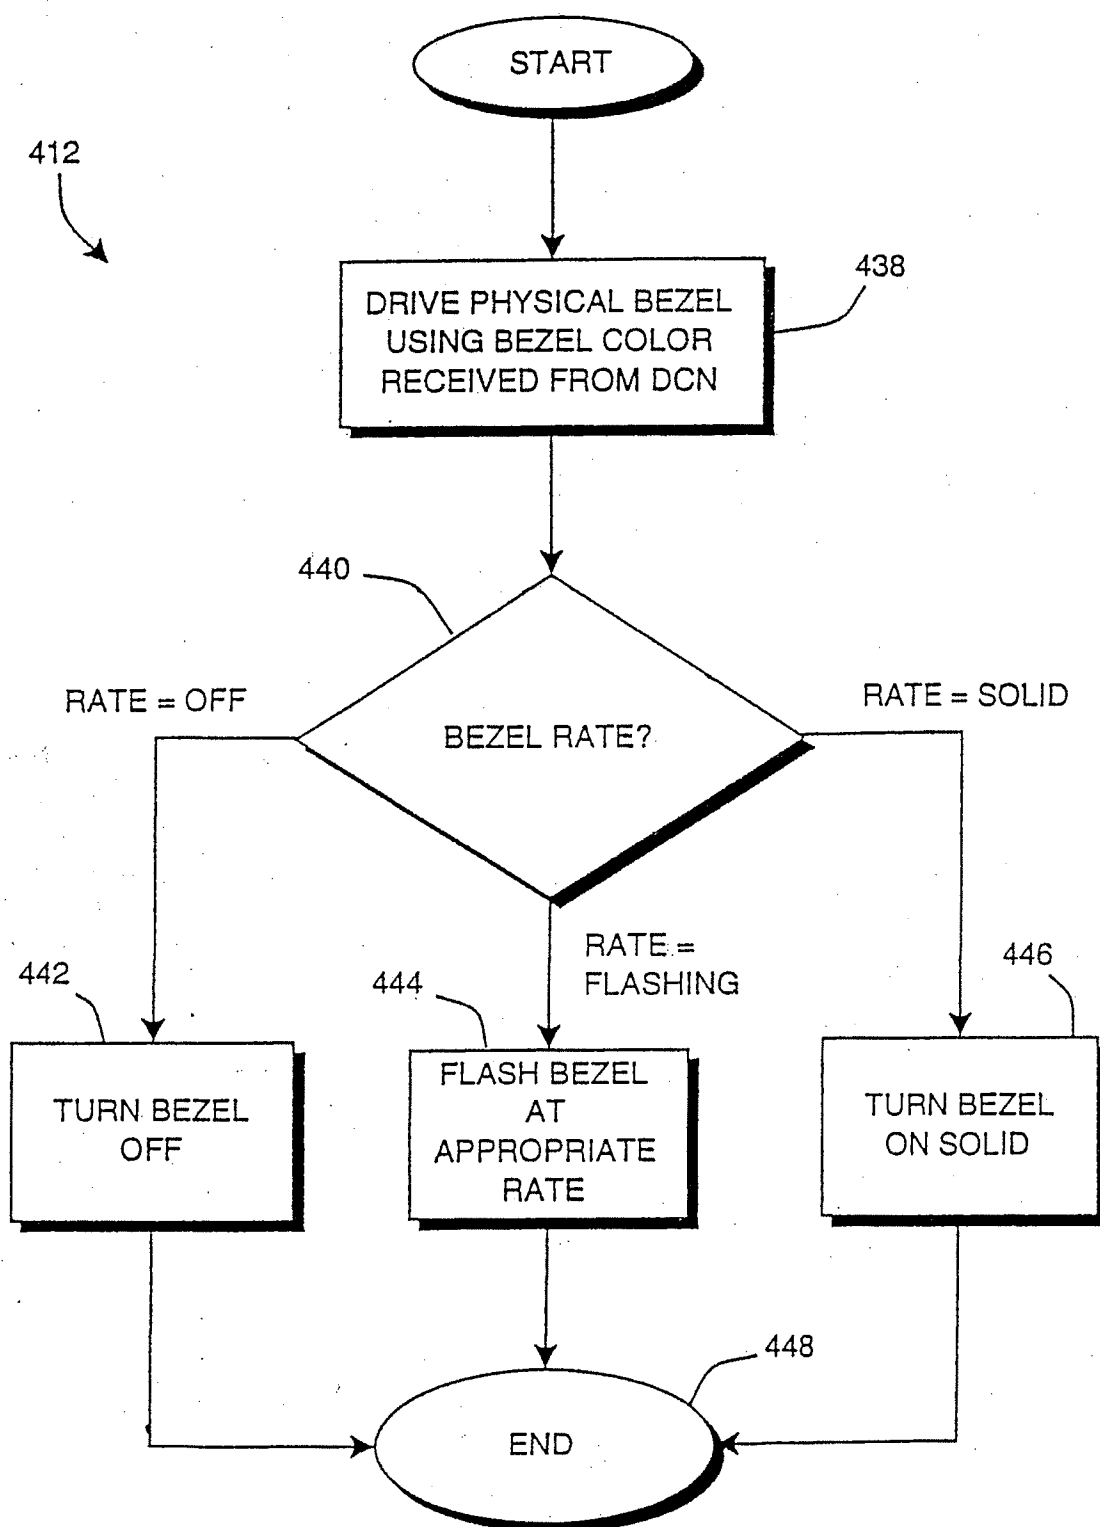 START
412
438
DRIVE PHYSICAL BEZEL
USING BEZEL COLOR
RECEIVED FROM DCN
440
RATE = OFF
BEZEL RATE?
RATE = SOLID
RATE =
FLASHING
442
444
446
TURN BEZEL
OFF
FLASH BEZEL
AT
APPROPRIATE
RATE
TURN BEZEL
ON SOLID
448
END